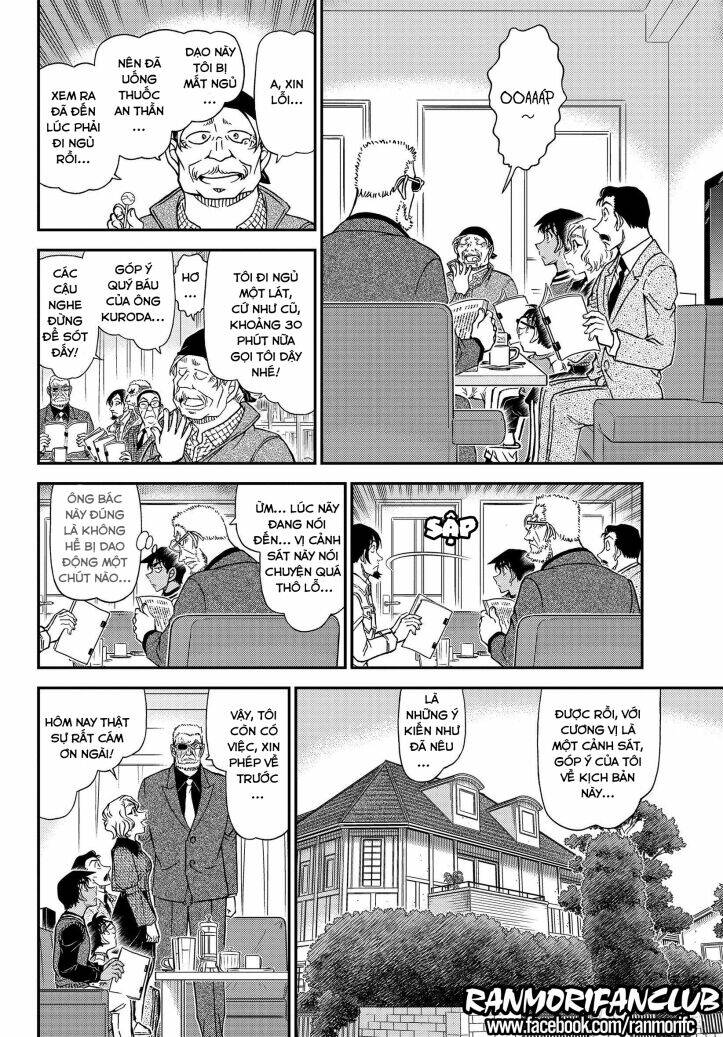 OOAAAP
~
A, XIN
LỖI...
DẠO NÀY
TÔI BỊ
MẤT NGỦ
...
NÊN ĐÃ
UỐNG
THUỐC
AN THẦN
...
XEM RA
ĐÃ ĐẾN
LÚC PHẢI
ĐI NGỦ
RỒI...
TÔI ĐI NGỦ
MỘT LÁT,
CỨ NHƯ CŨ,
KHOẢNG 30
PHÚT NỮA
GỌI TÔI DẬY
NHÉ!
HƠ
...
GÓP Ý
QUÝ BÁU
CỦA ÔNG
KURODA...
CÁC
CẬU
NGHE
ĐỪNG
ĐỀ SÓT
ĐẤY!
SẬP
ỪM... LÚC NÃY
ĐANG NÓI
ĐẾN... VỊ CẢNH
SÁT NÀY NÓI
CHUYỆN QUÁ
THÔ LỖ...
ÔNG BÁC
NÀY ĐÚNG
LÀ KHÔNG
HỀ BỊ DAO
ĐỘNG MỘT
CHÚT NÀO...
ĐƯỢC RỒI, VỚI
CƯƠNG VỊ LÀ
MỘT CẢNH SÁT,
GÓP Ý CỦA TÔI
VỀ KỊCH BẢN
NÀY...
LÀ
NHỮNG Ý
KIẾN NHƯ
ĐÃ NÊU
...
VẬY, TÔI
CÒN CÓ
VIỆC, XIN
PHÉP VỀ
TRƯỚC
...
HÔM NAY THẬT
SỰ RẤT CÁM
ƠN NGÀI!
RANMORIFANCLUB
www.facebook.com/ranmorifc